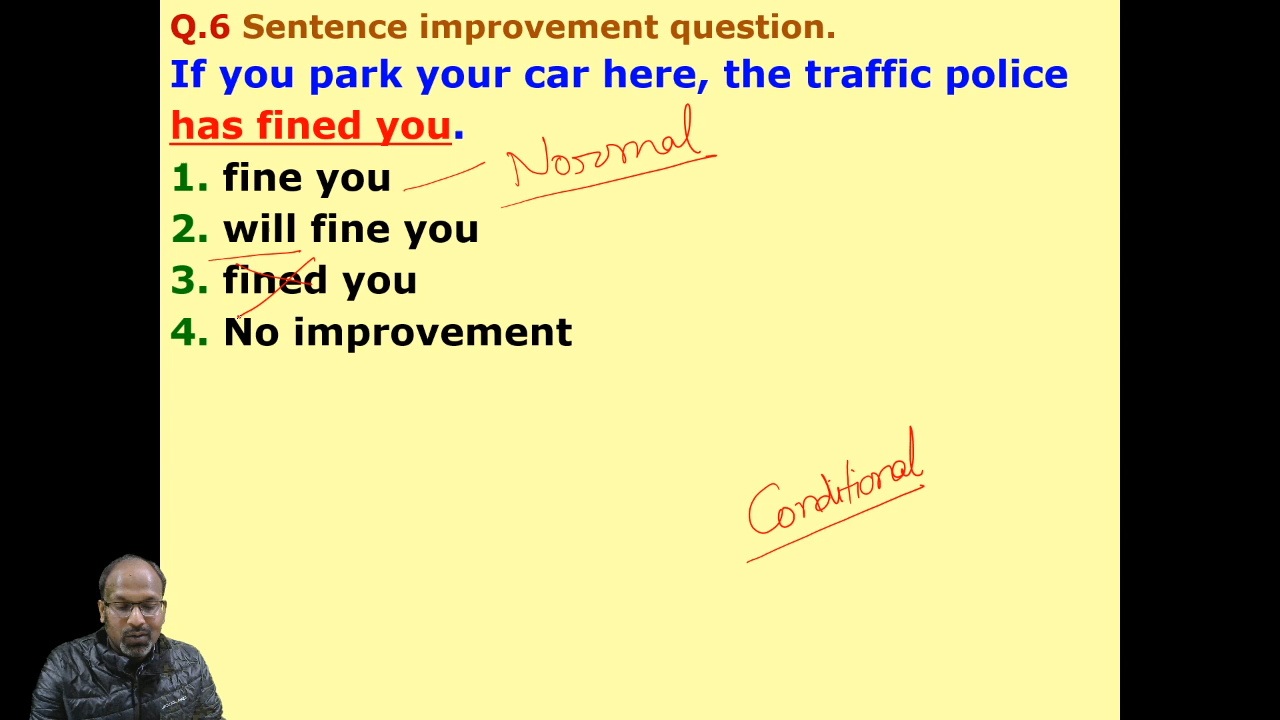 Q.6 Sentence improvement question.
If you park your car here, the traffic police
has fined you.
Normal
1. fine you
2. will fine you
3. fined you
4. No improvement
Conditional